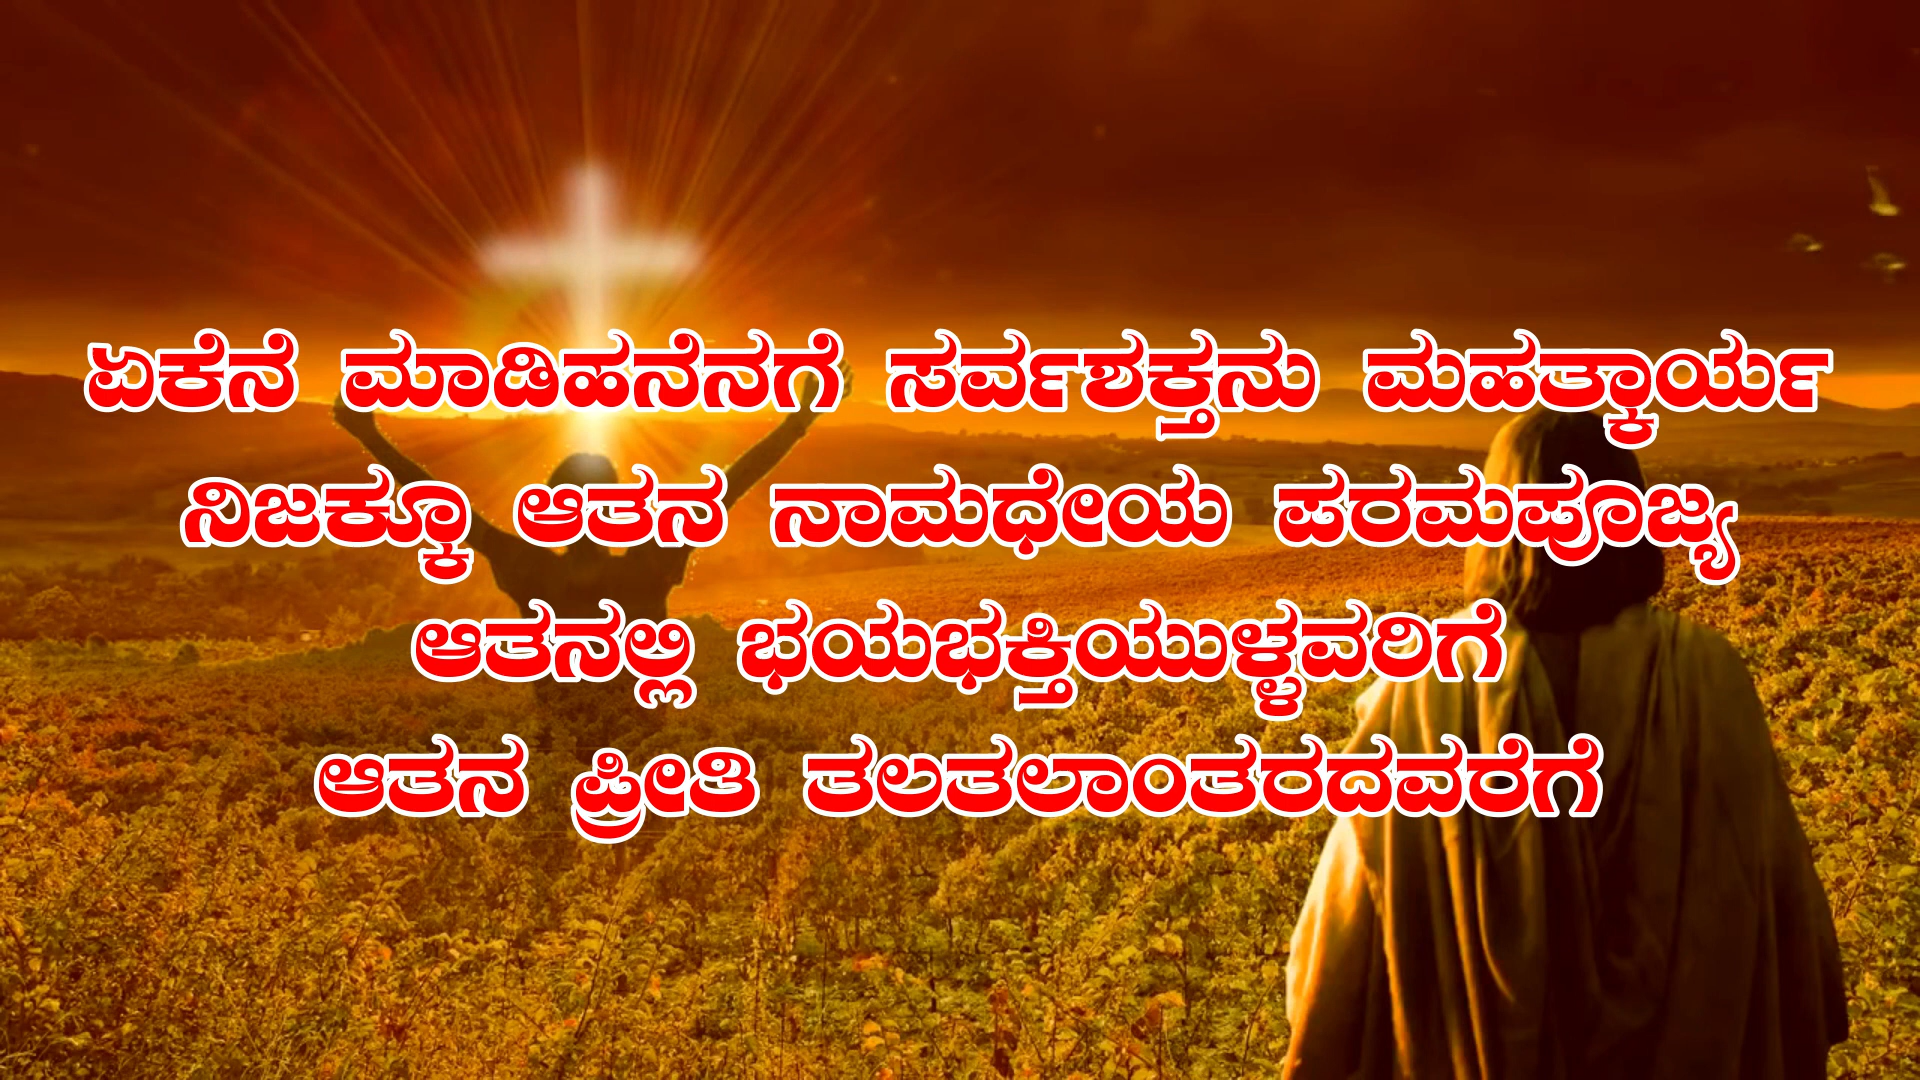 ಏಕೆನೆ ಮಾಡಿಹನೆನಗೆ ಸರ್ವಶಕ್ತನು ಮಹತ್ಕಾರ್ಯ
ನಿಜಕ್ಕೂ ಆತನ ನಾಮಧೇಯ ಪರಮಪೂಜ್ಯ
ಆತನಲ್ಲಿ ಭಯಭಕ್ತಿಯುಳ್ಳವರಿಗೆ
ಆತನ ಪ್ರೀತಿ ತಲತಲಾಂತರದವರೆಗೆ